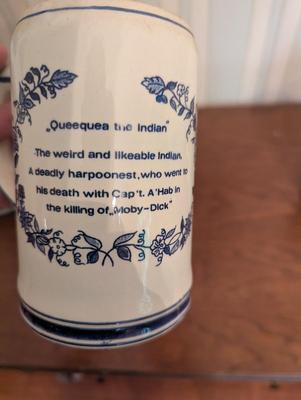 „Queequea the Indian"
The weird and likeable Indian,
A deadly harpoonest,who went to
his death with Cap't. A'Hab in
the killing of„Moby-Dick"